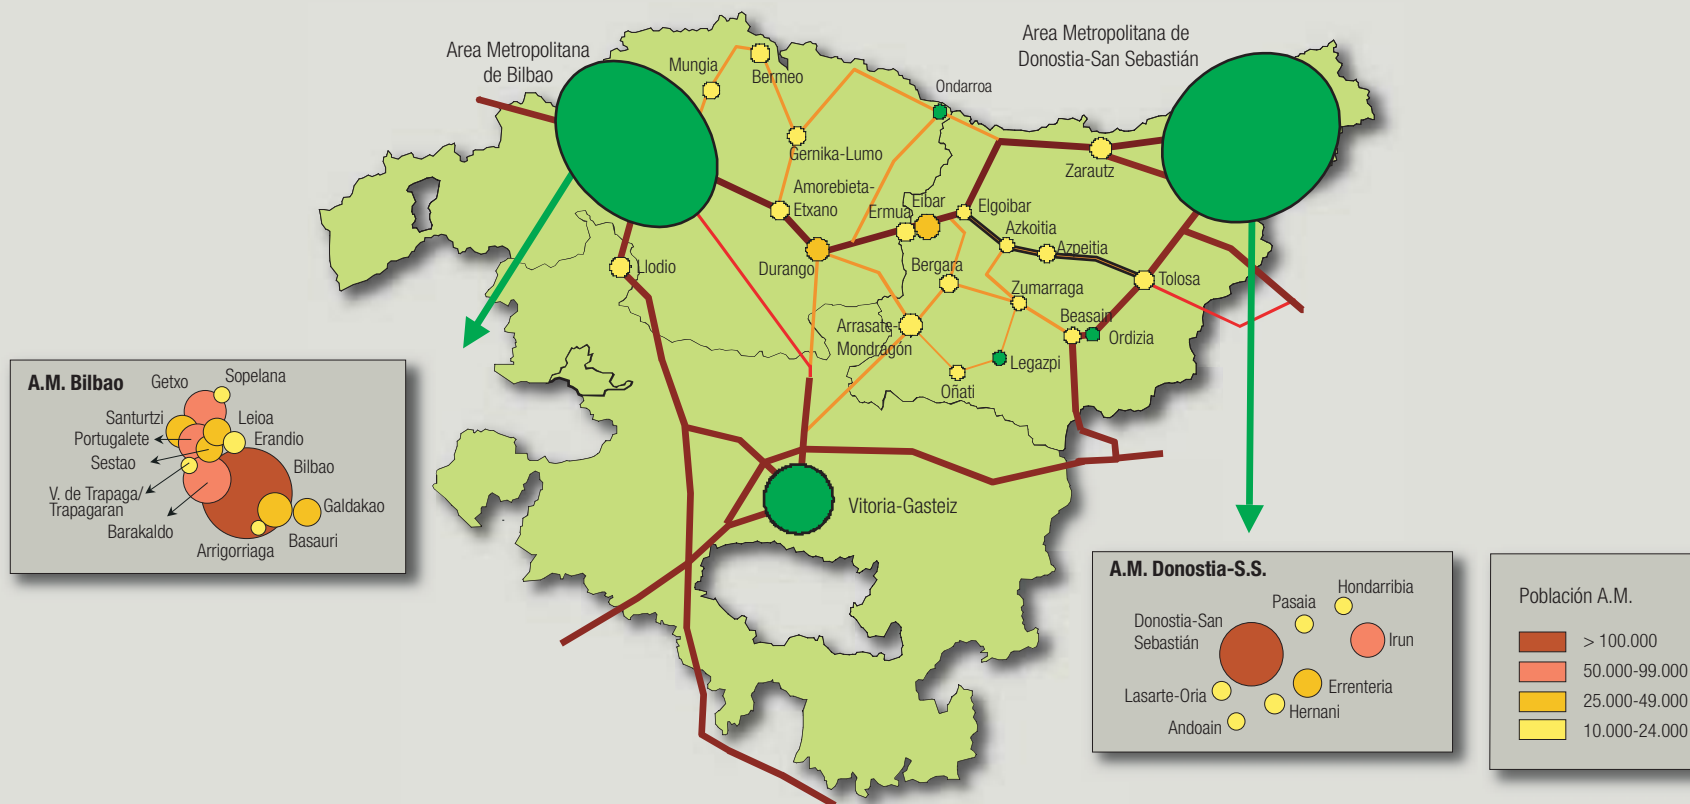 Area Metropolitana
de Bilbao
Area Metropolitana de
Donostia-San Sebastián
Mungia
Bermeo
Ondarroa
Gernika-Lumo
Zarautz
Amorebieta-
Etxano
Ermua
Eibar
Elgoibar
Azkoitia
Azpeitia
Durango
Llodio
Bergara
Zumarraga
Tolosa
Beasain
Ordizia
Arrasate-
Mondragón
Legazpi
Oñati
Vitoria-Gasteiz
A.M. Bilbao
Getxo
Sopelana
Santurtzi
Leioa
Portugalete
Erandio
Sestao
Bilbao
V. de Trapaga/
Trapagaran
Galdakao
Barakaldo
Basauri
Arrigorriaga
A.M. Donostia-S.S.
Hondarribia
Pasaia
Donostia-San
Sebastián
Irun
Lasarte-Oria
Errenteria
Hernani
Andoain
Población A.M.
> 100.000
50.000-99.000
25.000-49.000
10.000-24.000